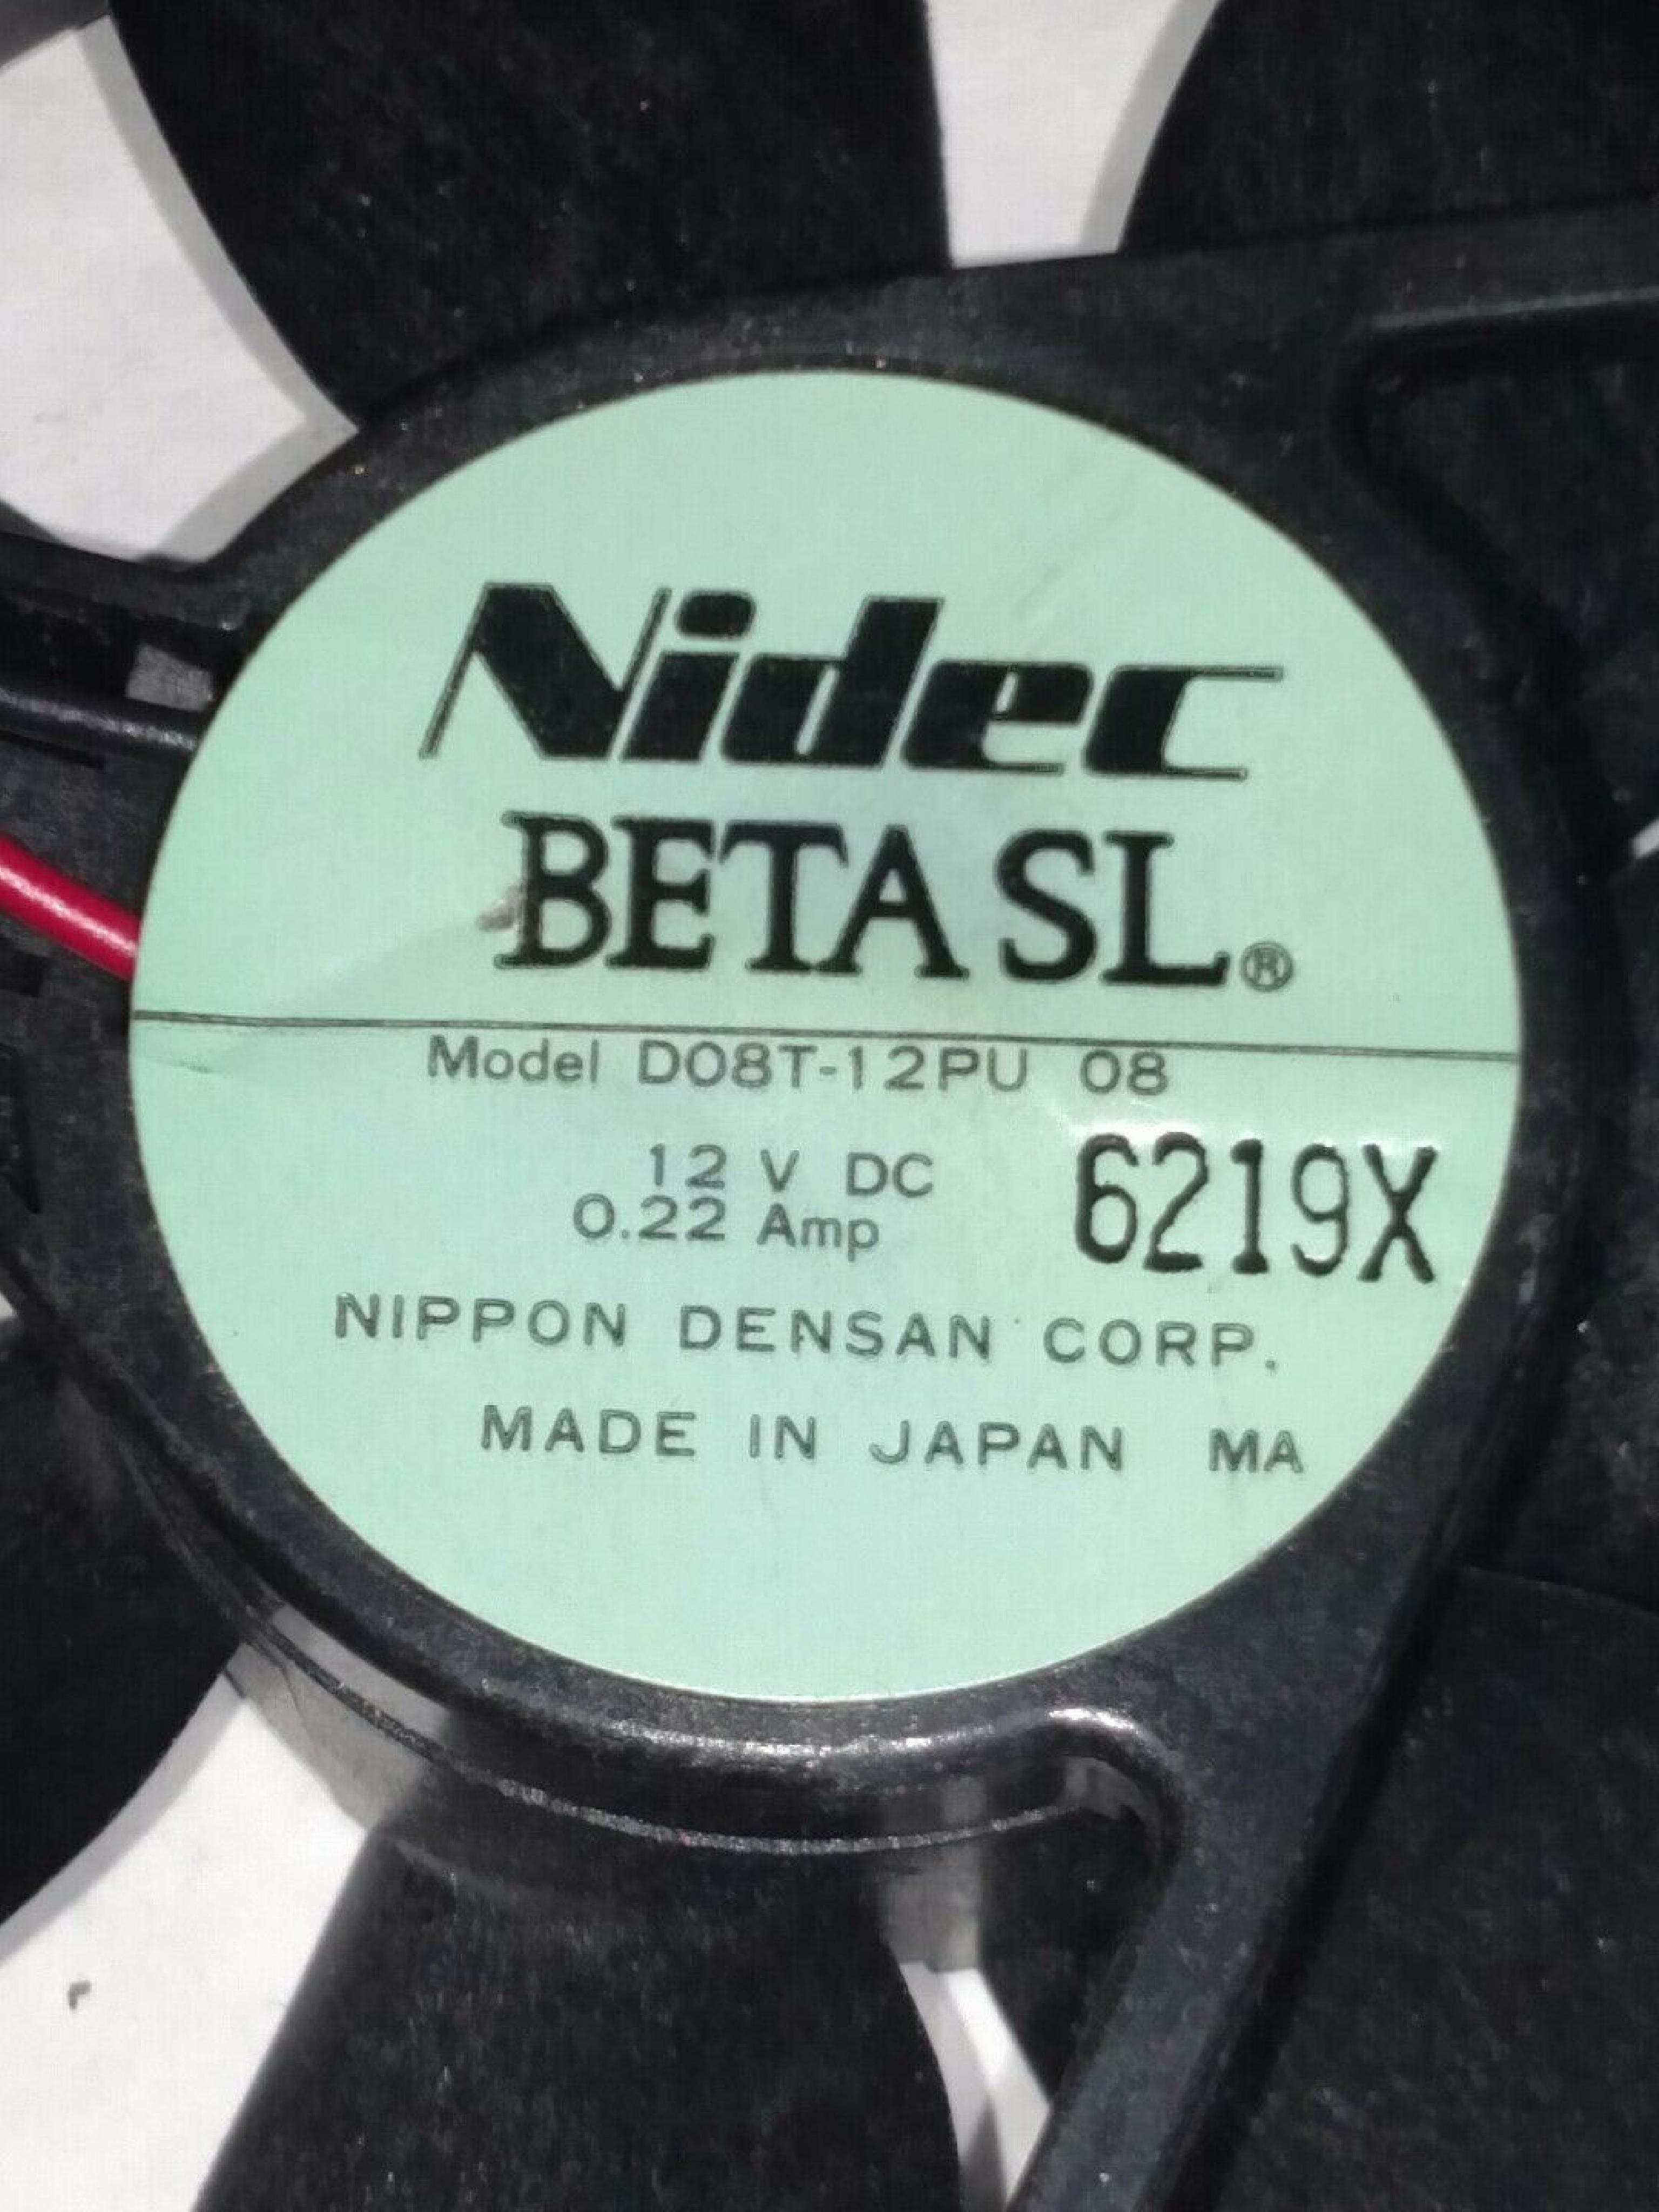 Nidec
BETA SL®
Model D08T-12PU 08
12 V DC
0.22 Amp
6219X
NIPPON DENSAN CORP.
MADE IN JAPAN MA